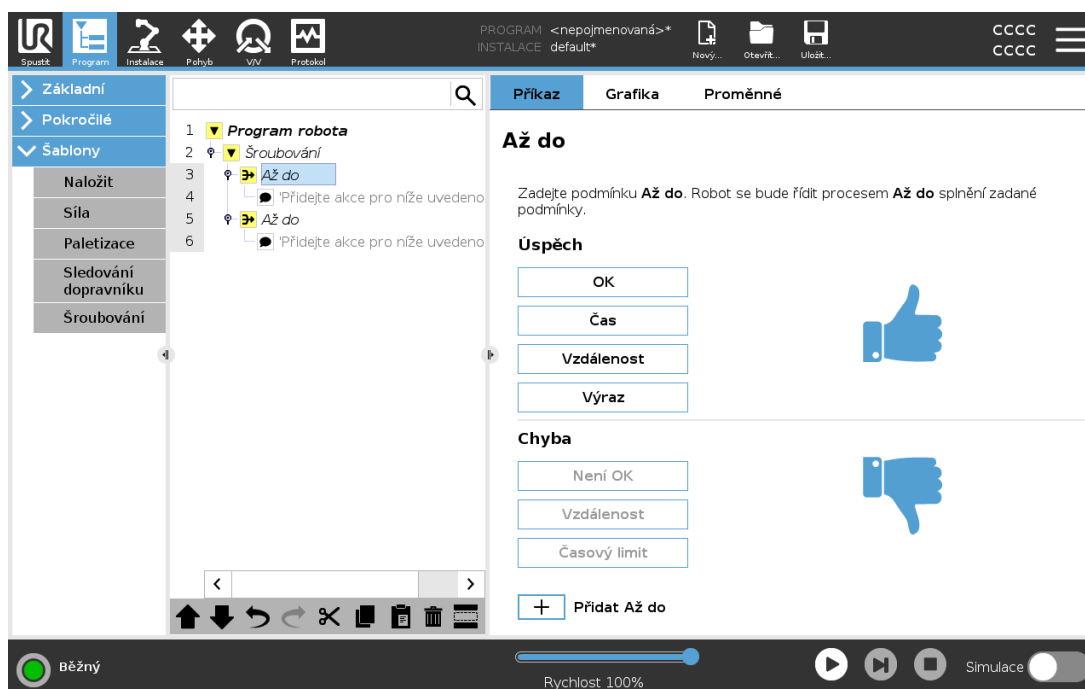 PROGRAM <nepojmenovaná>*
INSTALACE default*
Spustit
Program
Instalace
Pohyb
V/V
Protokol
Nový...
Otevřít...
Uložit...
CCCC
CCCC
Základní
Pokročilé
Šablony
Naložit
Síla
Paletizace
Sledování
dopravníku
Šroubování
1 Program robota
2 Šroubování
3 Až do
4 'Přidejte akce pro níže uvedeno
5 Až do
6 'Přidejte akce pro níže uvedeno
Příkaz
Grafika
Proměnné
Až do
Zadejte podmínku Až do. Robot se bude řídit procesem Až do splnění zadané
podmínky.
Úspěch
OK
Čas
Vzdálenost
Výraz
Chyba
Není OK
Vzdálenost
Časový limit
Přidat Až do
Běžný
Rychlost 100%
Simulace